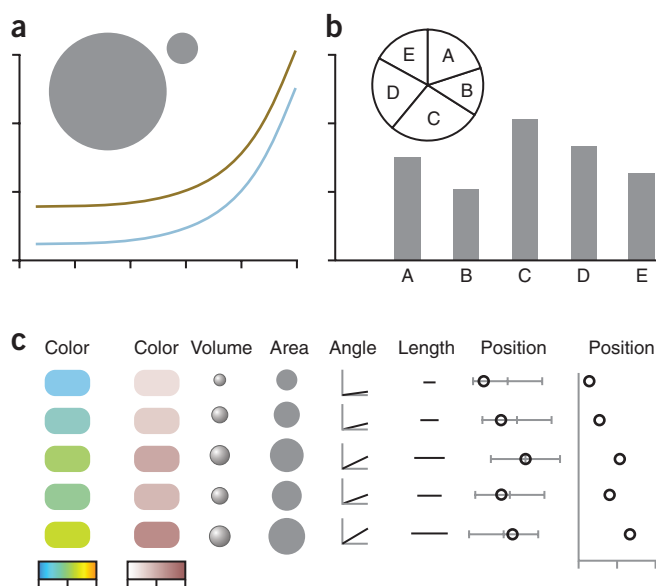 a
b
E A
D B
C
A B C D E
c
Color Color Volume Area Angle Length Position Position